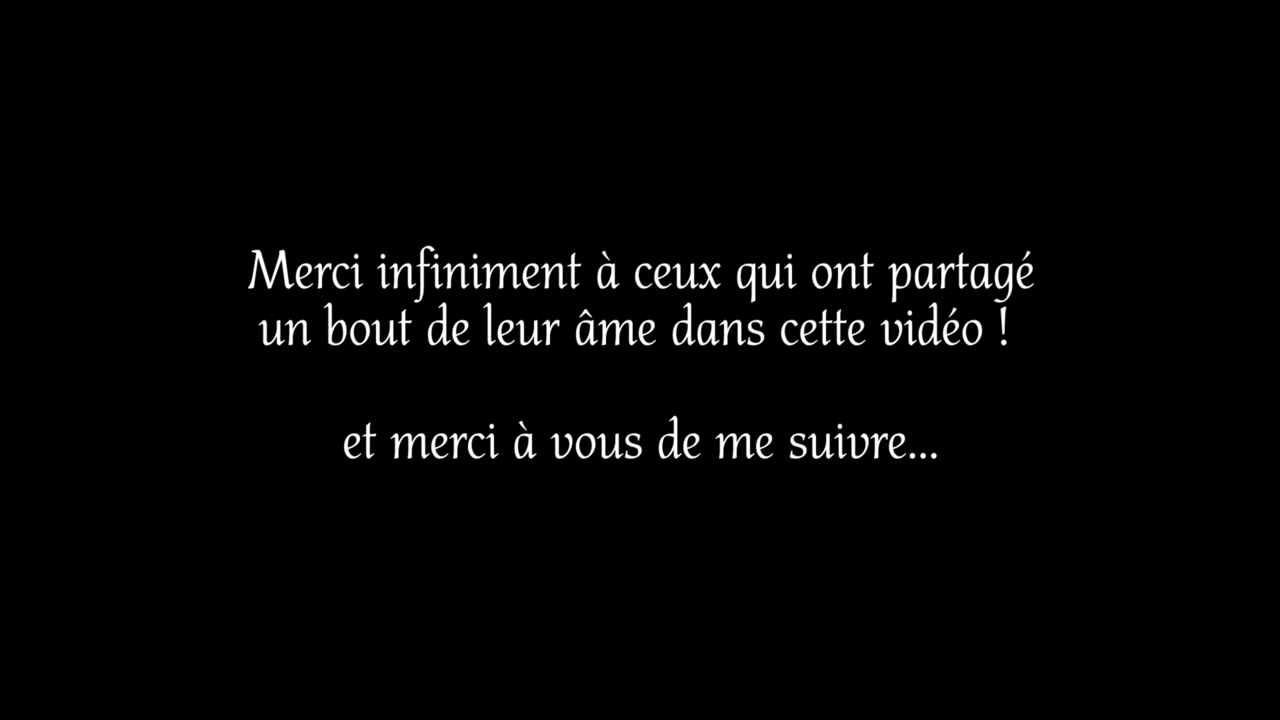 Merci infiniment à ceux qui ont partagé
un bout de leur âme dans cette vidéo !
et merci à vous de me suivre...